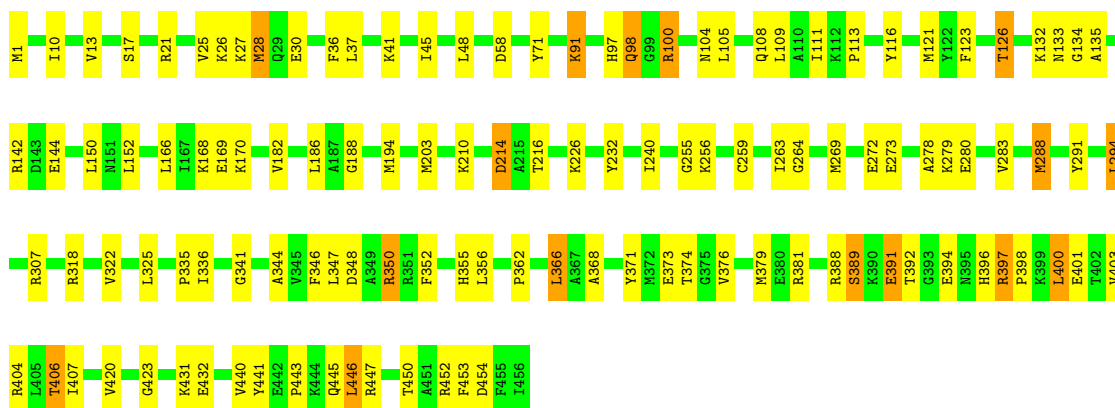 M1 I10 V13 S17 R21 V25 K26 K27 M28 Q29 E30 F36 L37 K41 I45 L48 D58 Y71 K91 H97 Q98 G99 R100 N104 L105 Q108 L109 A110 I111 K112 P113 Y116 M121 Y122 F123 T126 K132 N133 G134 A135
R142 D143 E144 L150 N151 L152 L166 I167 K168 E169 K170 V182 L186 A187 G188 M194 M203 K210 D214 A215 T216 K226 Y232 I240 G255 K256 C259 I263 G264 M269 E272 E273 A278 K279 E280 V283 M288 Y291 L294
R307 R318 V322 L325 P335 I336 G341 A344 V345 F346 L347 D348 A349 R350 R351 F352 H355 L356 P362 L366 A367 A368 Y371 M372 E373 T374 G375 V376 M379 E380 R381 R388 S389 K390 E391 T392 G393 E394 N395 H396 R397 P398 K399 L400 E401 T402 V403
R404 L405 T406 I407 V420 G423 K431 E432 V440 Y441 E442 P443 K444 Q445 L446 R447 T450 A451 R452 F453 D454 F455 I456